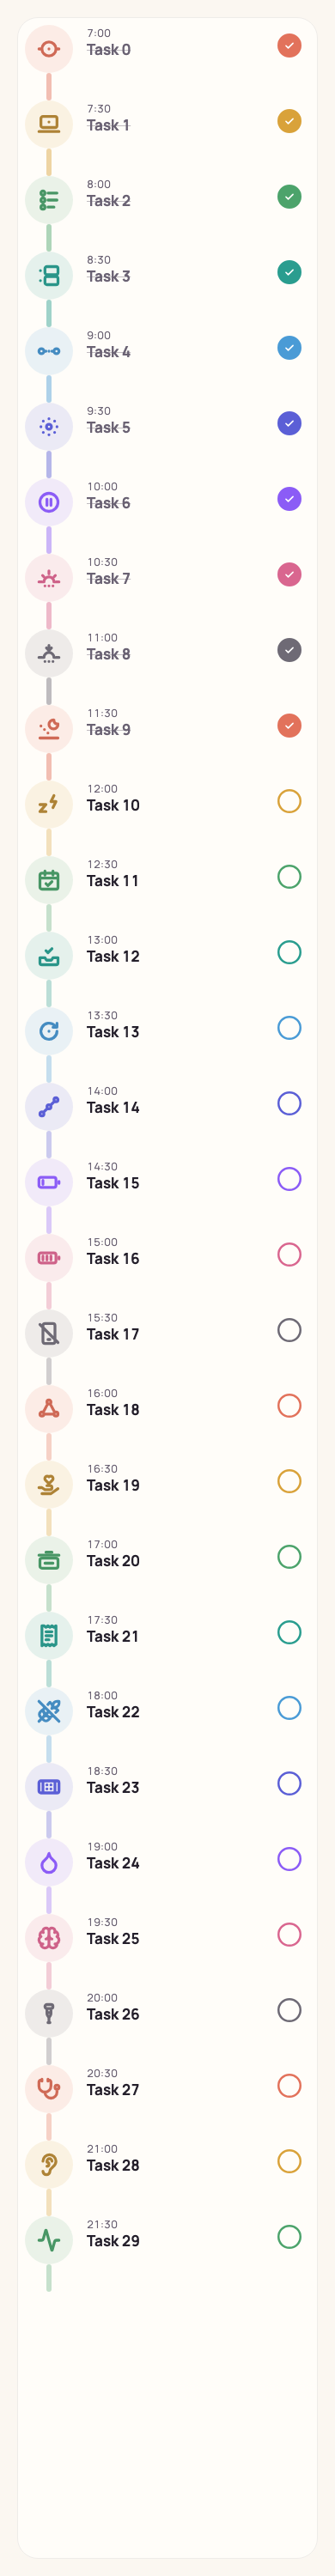 7:00
Task 0
7:30
Task 1
8:00
Task 2
8:30
Task 3
9:00
Task 4
9:30
Task 5
10:00
Task 6
10:30
Task 7
11:00
Task 8
11:30
Task 9
12:00
Task 10
12:30
Task 11
13:00
Task 12
13:30
Task 13
14:00
Task 14
14:30
Task 15
15:00
Task 16
15:30
Task 17
16:00
Task 18
16:30
Task 19
17:00
Task 20
17:30
Task 21
18:00
Task 22
18:30
Task 23
19:00
Task 24
19:30
Task 25
20:00
Task 26
20:30
Task 27
21:00
Task 28
21:30
Task 29